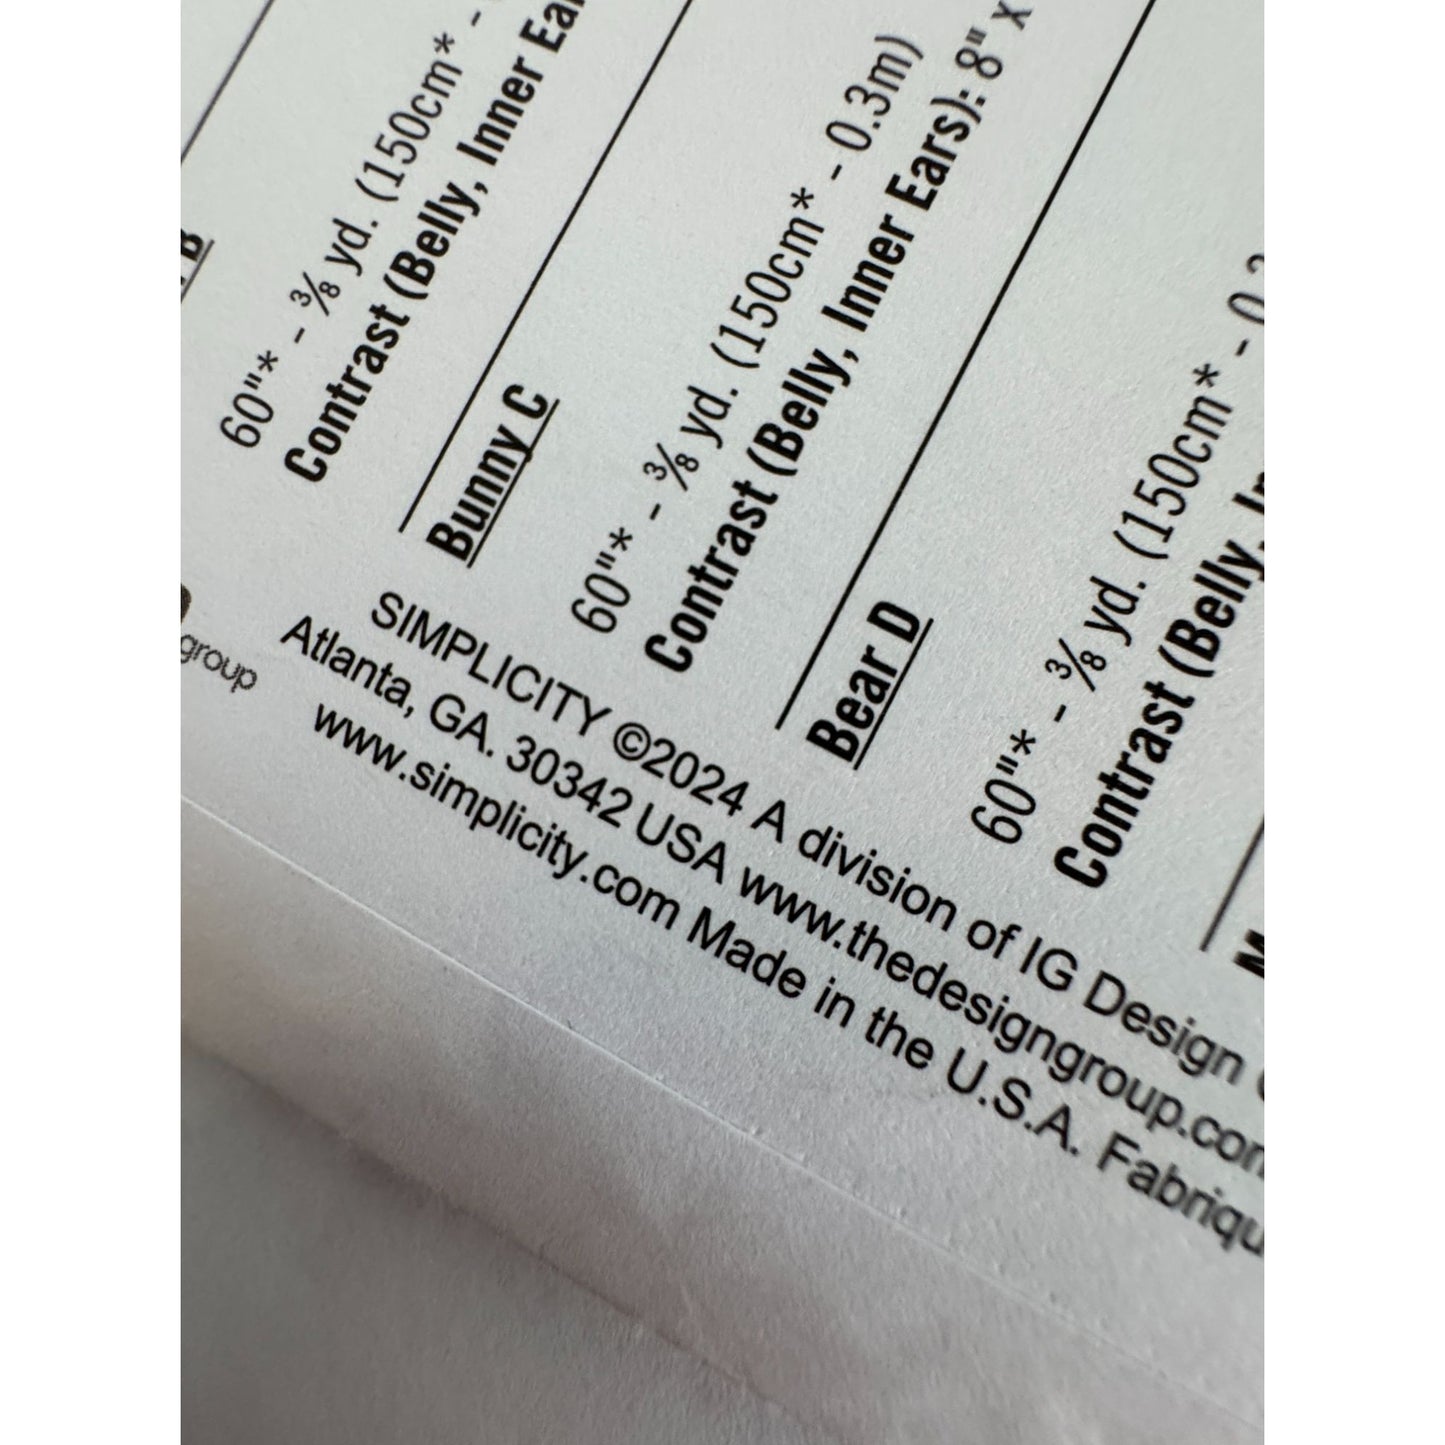 B
60"* - ⅜ yd. (150cm* -
Contrast (Belly, Inner Ea
Bunny C
60"* - ⅜ yd. (150cm* - 0.3m)
Contrast (Belly, Inner Ears): 8" x
Bear D
60"* - ⅜ yd. (150cm* - 0.3
Contrast (Belly, In
group
SIMPLICITY ©2024 A division of IG Design
Atlanta, GA. 30342 USA www.thedesigngroup.com
www.simplicity.com Made in the U.S.A. Fabriqu